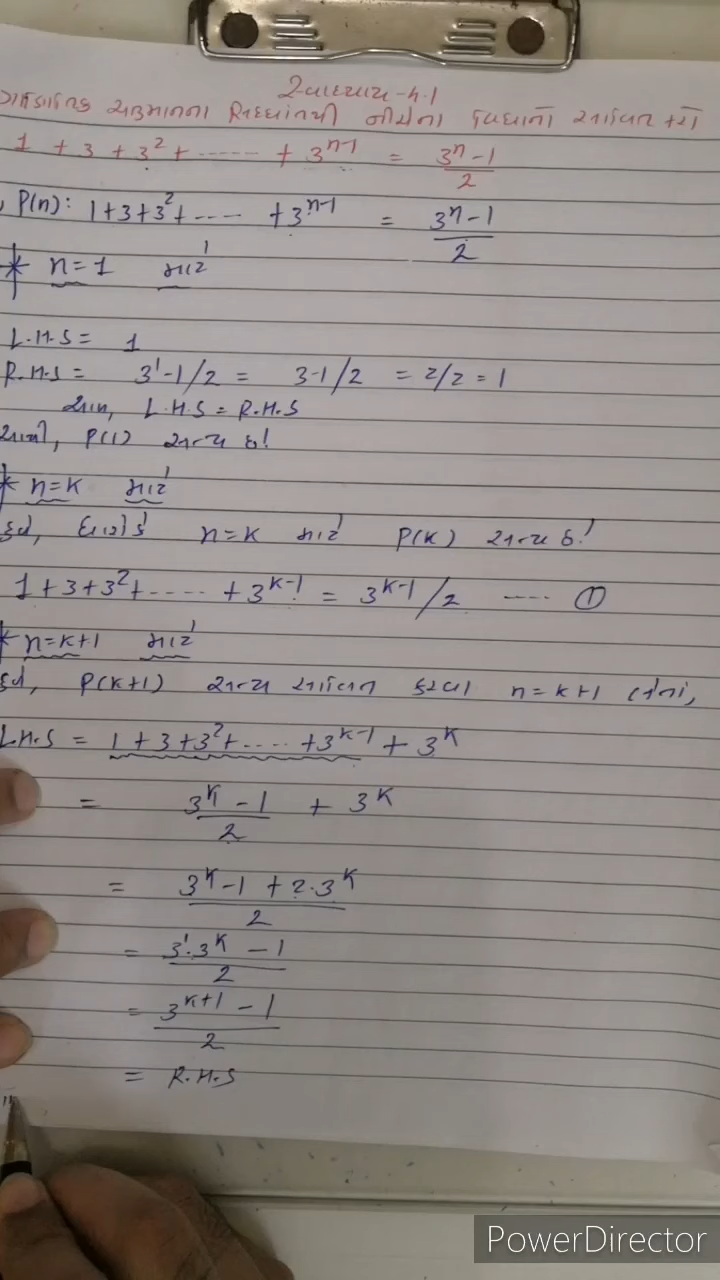 સ્વાધ્યાય-4.1
ગાણિતિક અનુમાનના સિદ્ધાંતથી નીચેના વિધાનો સાબિત કરો
1 + 3 + 3² + ------ + 3ⁿ⁻¹ = 3ⁿ-1/2
, P(n): 1+3+3²+ ---- +3ⁿ⁻¹ = 3ⁿ-1/2
* n=1 માટે
L.H.S = 1
R.H.S = 3¹-1/2 = 3-1/2 = 2/2 = 1
આમ, L.H.S = R.H.S
આથી, P(1) સત્ય છે!
* n=k માટે
હવે, ધારો કે n=k માટે P(k) સત્ય છે!
1+3+3²+----- + 3ᵏ⁻¹ = 3ᵏ-1/2 ---- ①
* n=k+1 માટે
હવે, P(k+1) સત્ય સાબિત કરવા n=k+1 લેતાં,
L.H.S = 1+3+3²+---- +3ᵏ⁻¹ + 3ᵏ
= 3ᵏ-1/2 + 3ᵏ
= 3ᵏ-1 + 2·3ᵏ/2
= 3¹·3ᵏ - 1/2
= 3ᵏ⁺¹ - 1/2
= R.H.S
PowerDirector